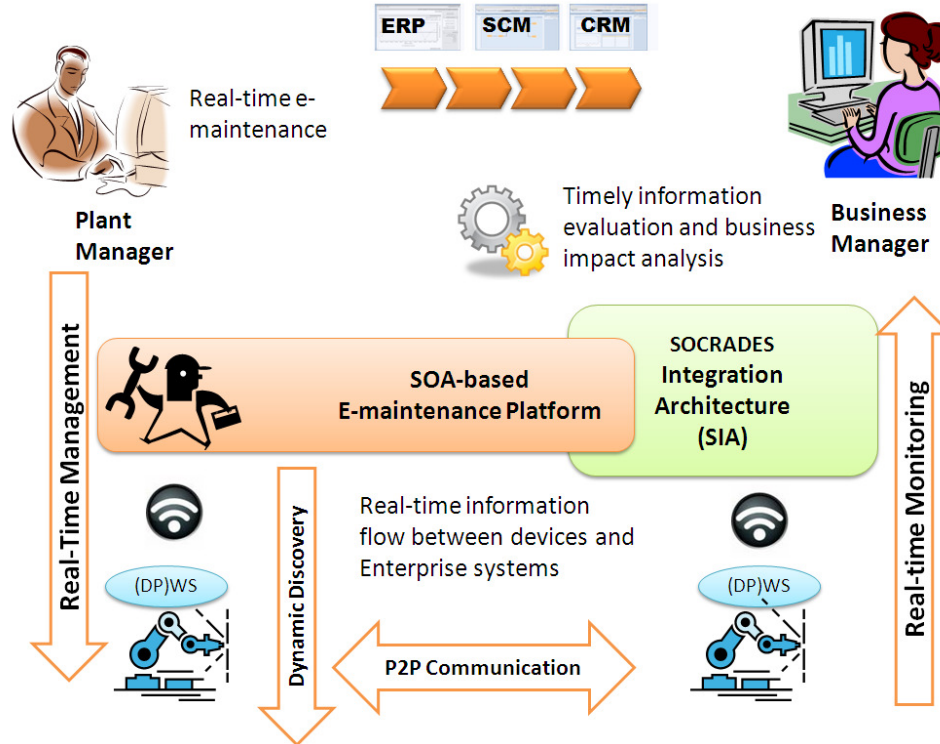 ERP
SCM
CRM
Real-time e-
maintenance
Plant
Manager
Timely information
evaluation and business
impact analysis
Business
Manager
SOA-based
E-maintenance Platform
SOCRADES
Integration
Architecture
(SIA)
Real-Time Management
Real-time Monitoring
Dynamic Discovery
Real-time information
flow between devices and
Enterprise systems
(DP)WS
(DP)WS
P2P Communication